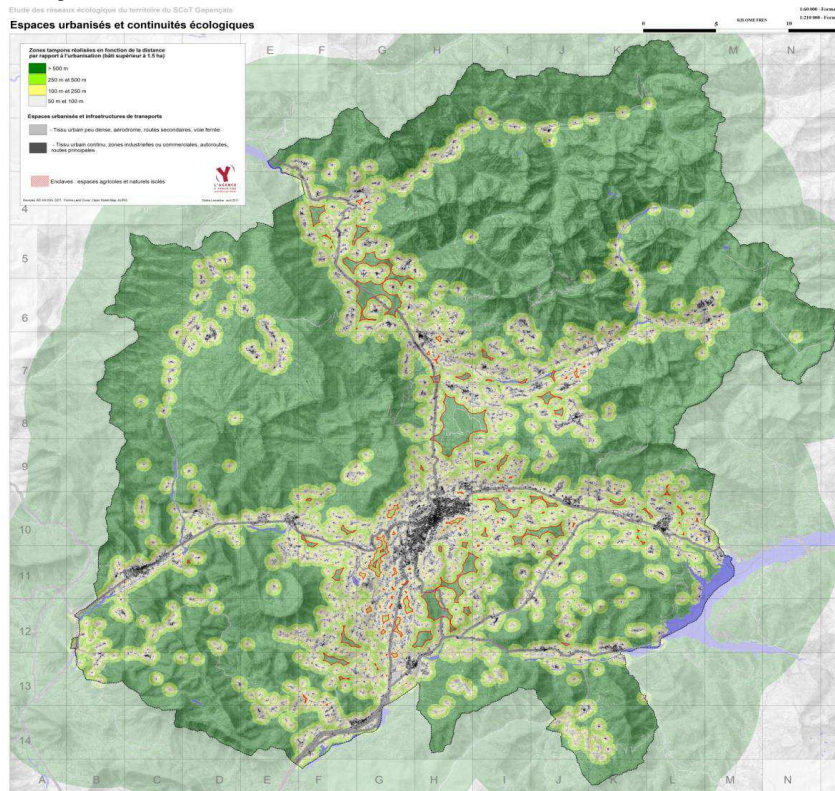 Etude des réseaux écologique du territoire du SCoT Gapençais
Espaces urbanisés et continuités écologiques
0 5 KILOMETRES 10
E F G H I J K L M N
Zones tampons réalisées en fonction de la distance
par rapport à l'urbanisation (bâti supérieur à 1.5 ha)
> 500 m
250 m et 500 m
100 m et 250 m
50 m et 100 m
Espaces urbanisés et infrastructures de transports
- Tissu urbain peu dense, aérodrome, routes secondaires, voie ferrée
- Tissu urbain continu, zones industrielles ou commerciales, autoroutes,
routes principales
Enclaves : espaces agricoles et naturels isolés
4
5
6
7
8
9
10
11
12
13
14
A B C D E F G H I J K L M N